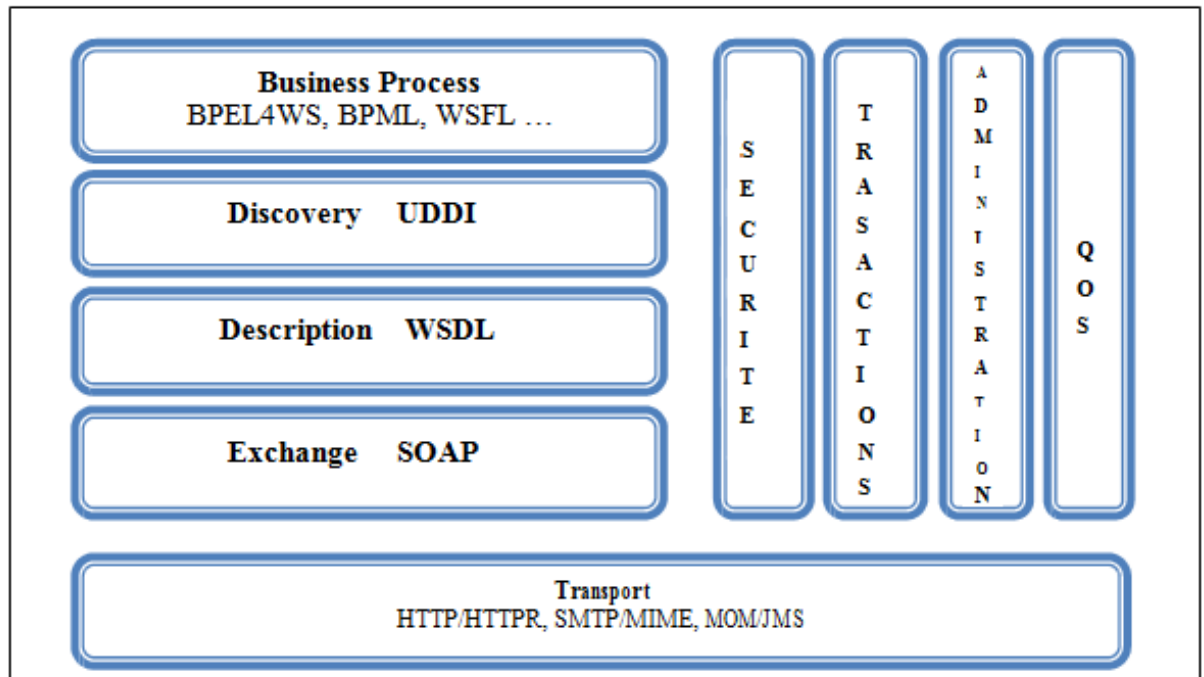 Business Process
BPEL4WS, BPML, WSFL ...
Discovery UDDI
Description WSDL
Exchange SOAP
SECURITE
TRASACTIONS
ADMINISTRATION
QOS
Transport
HTTP/HTTPR, SMTP/MIME, MOM/JMS